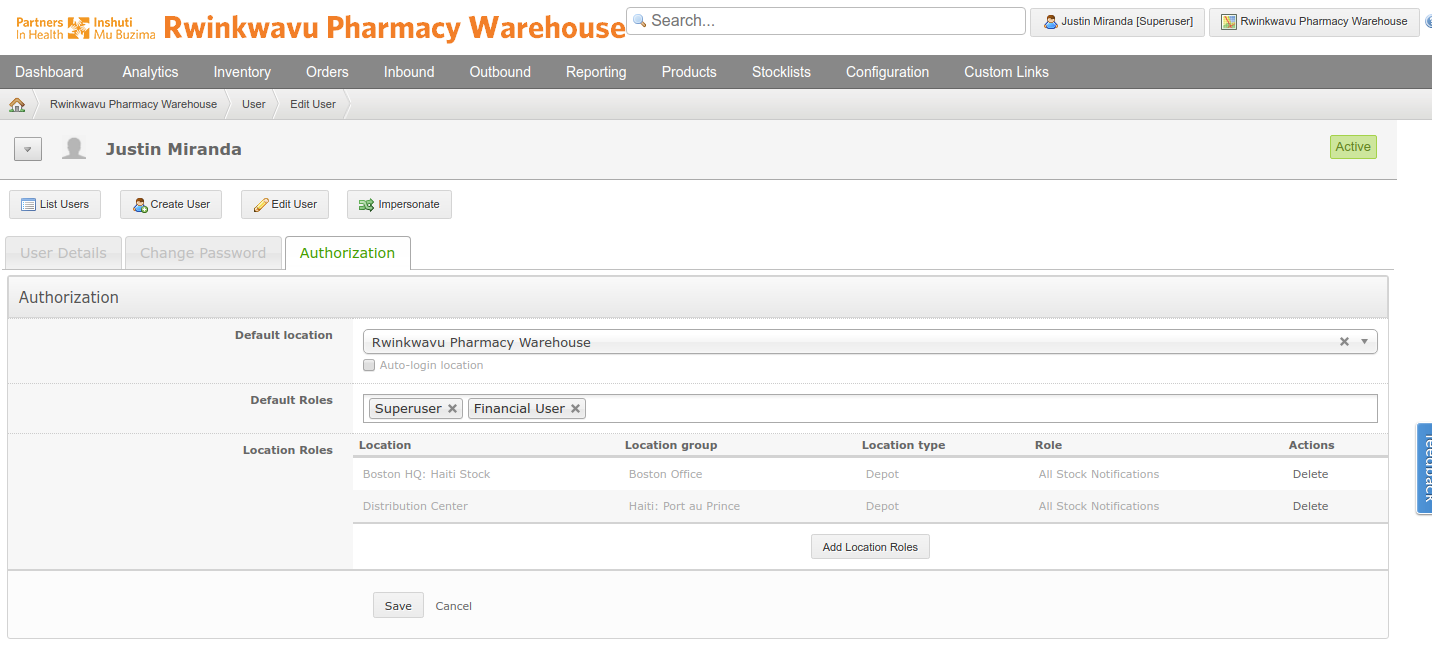 Partners In Health Inshuti Mu Buzima Rwinkwavu Pharmacy Warehouse Search... Justin Miranda [Superuser] Rwinkwavu Pharmacy Warehouse
Dashboard Analytics Inventory Orders Inbound Outbound Reporting Products Stocklists Configuration Custom Links
Rwinkwavu Pharmacy Warehouse User Edit User
Justin Miranda Active
List Users Create User Edit User Impersonate
User Details Change Password Authorization
Authorization
Default location Rwinkwavu Pharmacy Warehouse
Auto-login location
Default Roles Superuser Financial User
Location Roles Location Location group Location type Role Actions
Boston HQ: Haiti Stock Boston Office Depot All Stock Notifications Delete
Distribution Center Haiti: Port au Prince Depot All Stock Notifications Delete
Add Location Roles
Save Cancel
feedback